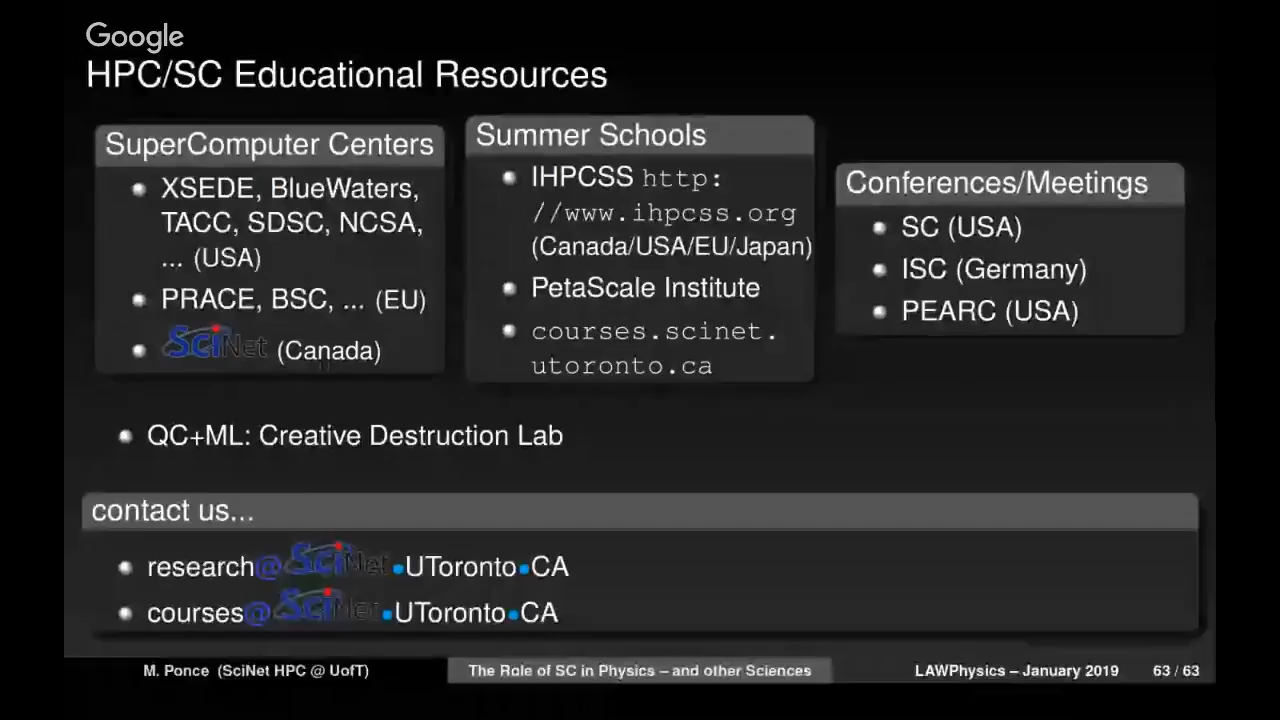 Google
HPC/SC Educational Resources
SuperComputer Centers
XSEDE, BlueWaters,
TACC, SDSC, NCSA,
... (USA)
PRACE, BSC, ... (EU)
SciNet (Canada)
Summer Schools
IHPCSS http:
//www.ihpcss.org
(Canada/USA/EU/Japan)
PetaScale Institute
courses.scinet.
utoronto.ca
Conferences/Meetings
SC (USA)
ISC (Germany)
PEARC (USA)
QC+ML: Creative Destruction Lab
contact us...
research@SciNet•UToronto•CA
courses@SciNet•UToronto•CA
M. Ponce (SciNet HPC @ UofT)
The Role of SC in Physics – and other Sciences
LAWPhysics – January 2019
63 / 63